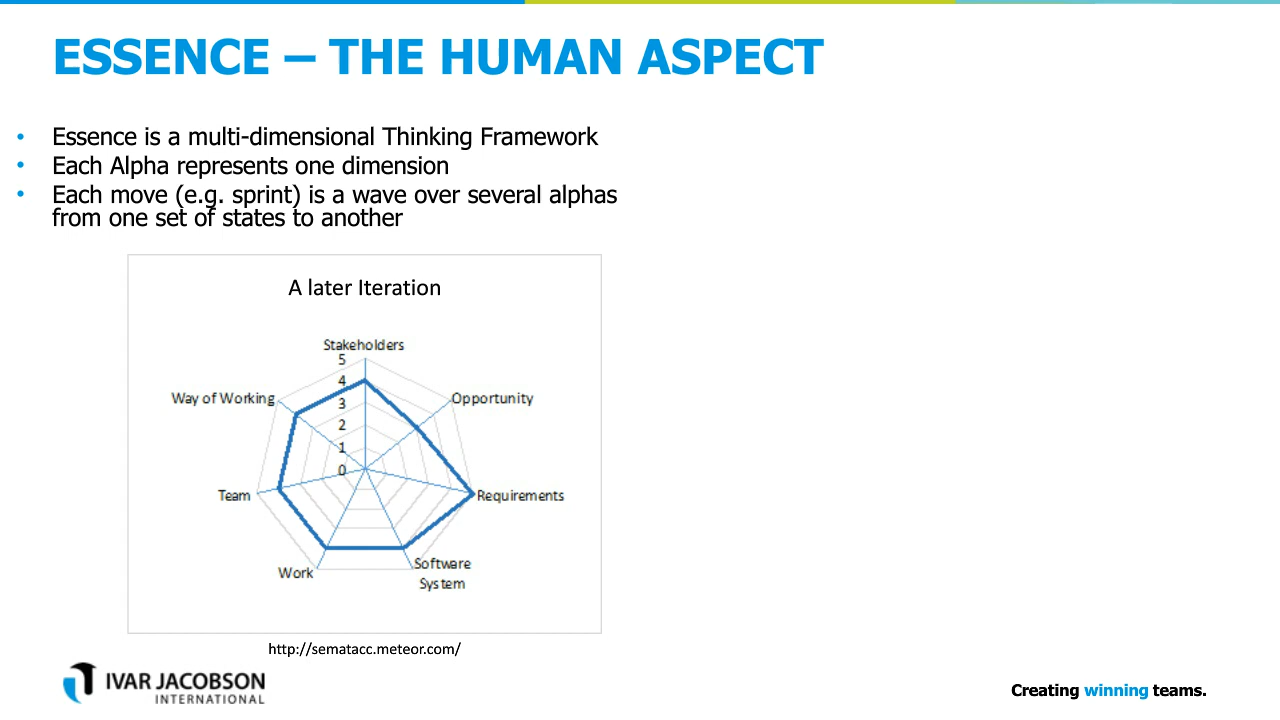 ESSENCE – THE HUMAN ASPECT
• Essence is a multi-dimensional Thinking Framework
• Each Alpha represents one dimension
• Each move (e.g. sprint) is a wave over several alphas
from one set of states to another
A later Iteration
Stakeholders
5
4
3
2
1
0
Way of Working
Opportunity
Team
Requirements
Work
Software
System
http://sematacc.meteor.com/
IVAR JACOBSON
INTERNATIONAL
Creating winning teams.